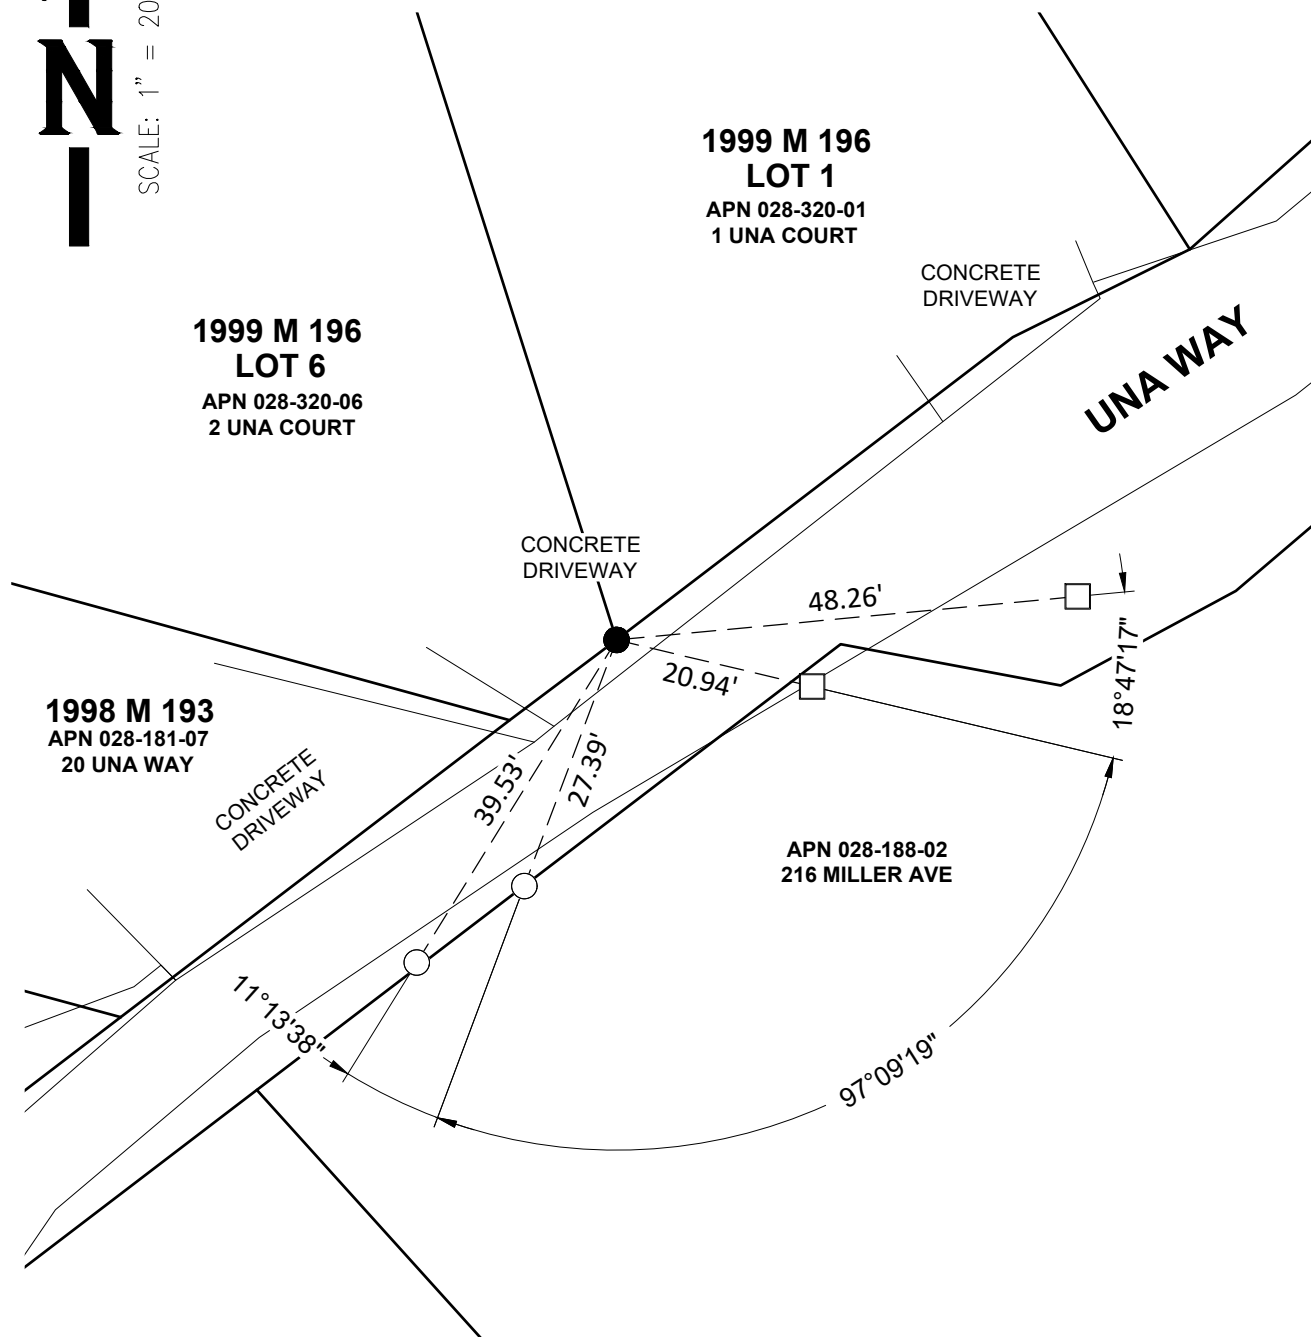 N
SCALE: 1" = 20
1999 M 196
LOT 1
APN 028-320-01
1 UNA COURT
CONCRETE
DRIVEWAY
UNA WAY
1999 M 196
LOT 6
APN 028-320-06
2 UNA COURT
CONCRETE
DRIVEWAY
48.26'
20.94'
18°47'17"
1998 M 193
APN 028-181-07
20 UNA WAY
CONCRETE
DRIVEWAY
39.53'
27.39'
APN 028-188-02
216 MILLER AVE
11°13'38"
97°09'19"